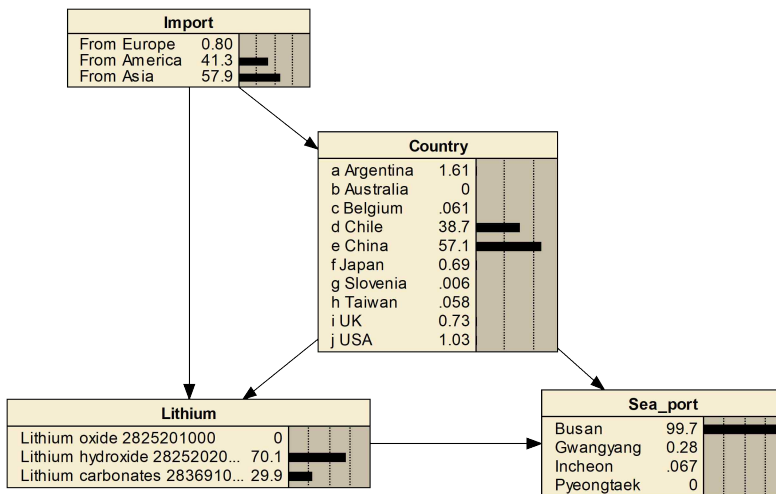 Import
From Europe 0.80
From America 41.3
From Asia 57.9
Country
a Argentina 1.61
b Australia 0
c Belgium .061
d Chile 38.7
e China 57.1
f Japan 0.69
g Slovenia .006
h Taiwan .058
i UK 0.73
j USA 1.03
Lithium
Lithium oxide 2825201000 0
Lithium hydroxide 28252020... 70.1
Lithium carbonates 2836910... 29.9
Sea_port
Busan 99.7
Gwangyang 0.28
Incheon .067
Pyeongtaek 0